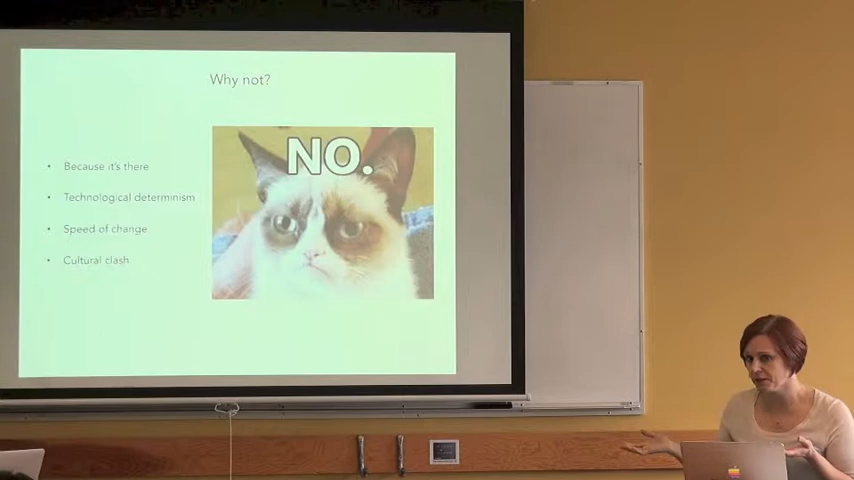 Why not?
NO.
• Because it's there
• Technological determinism
• Speed of change
• Cultural clash